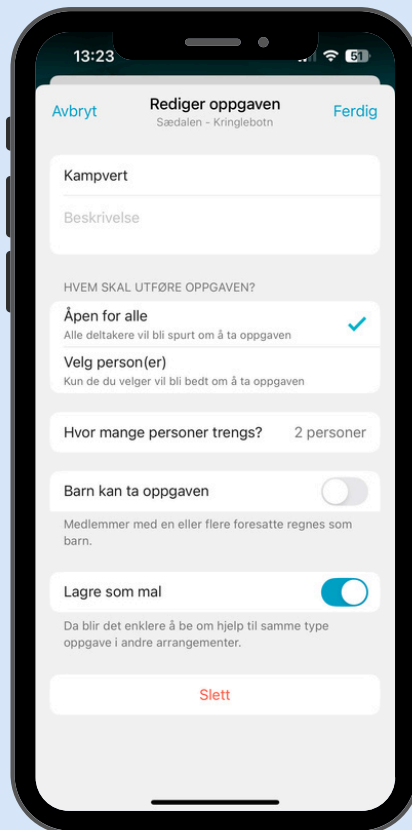 13:23
51
Avbryt
Rediger oppgaven
Ferdig
Sædalen - Kringlebotn
Kampvert
Beskrivelse
HVEM SKAL UTFØRE OPPGAVEN?
Åpen for alle
Alle deltakere vil bli spurt om å ta oppgaven
Velg person(er)
Kun de du velger vil bli bedt om å ta oppgaven
Hvor mange personer trengs?
2 personer
Barn kan ta oppgaven
Medlemmer med en eller flere foresatte regnes som
barn.
Lagre som mal
Da blir det enklere å be om hjelp til samme type
oppgave i andre arrangementer.
Slett